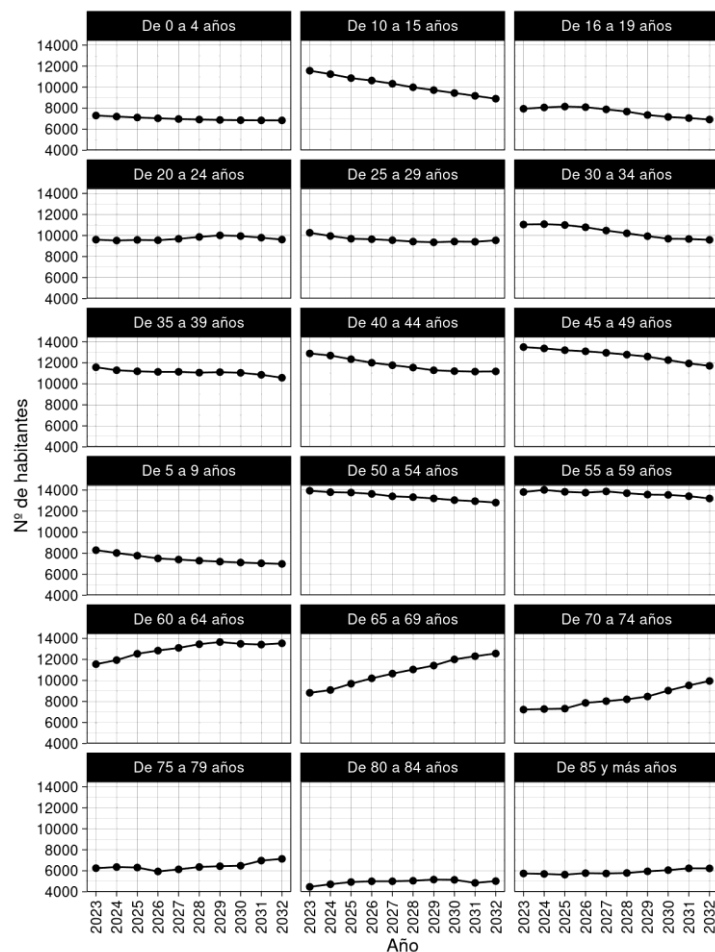 De 0 a 4 años
De 10 a 15 años
De 16 a 19 años
14000
12000
10000
8000
6000
4000
De 20 a 24 años
De 25 a 29 años
De 30 a 34 años
14000
12000
10000
8000
6000
4000
De 35 a 39 años
De 40 a 44 años
De 45 a 49 años
14000
12000
10000
8000
6000
4000
Nº de habitantes
De 5 a 9 años
De 50 a 54 años
De 55 a 59 años
14000
12000
10000
8000
6000
4000
De 60 a 64 años
De 65 a 69 años
De 70 a 74 años
14000
12000
10000
8000
6000
4000
De 75 a 79 años
De 80 a 84 años
De 85 y más años
14000
12000
10000
8000
6000
4000
2023 2024 2025 2026 2027 2028 2029 2030 2031 2032
2023 2024 2025 2026 2027 2028 2029 2030 2031 2032
2023 2024 2025 2026 2027 2028 2029 2030 2031 2032
Año